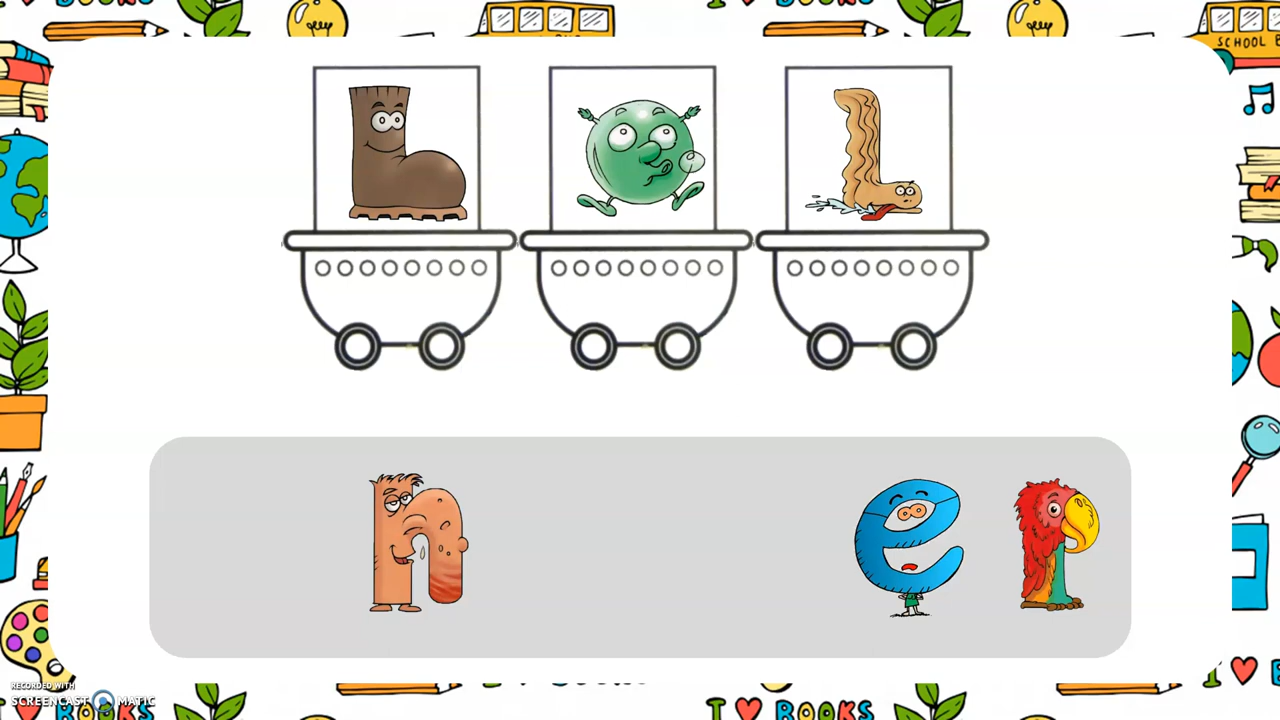 SCHOOL B
L o L
n e r
RECORDED WITH
SCREENCAST MATIC
I ♥ BOOKS